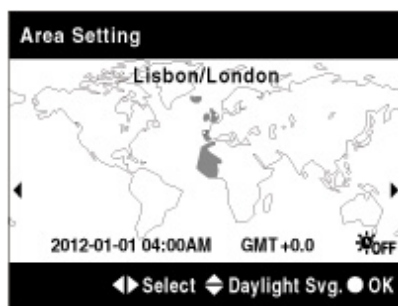 Area Setting
Lisbon/London
2012-01-01 04:00AM GMT +0.0 OFF
Select Daylight Svg. OK